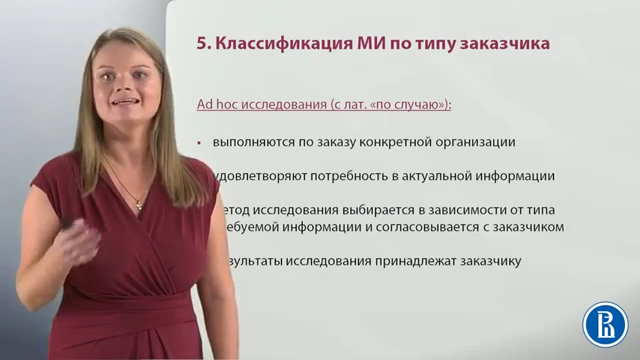 5. Классификация МИ по типу заказчика
Ad hoc исследования (с лат. «по случаю»):
▪ выполняются по заказу конкретной организации
удовлетворяют потребность в актуальной информации
исследования выбирается в зависимости от типа
информации и согласовывается с заказчиком
исследования принадлежат заказчику